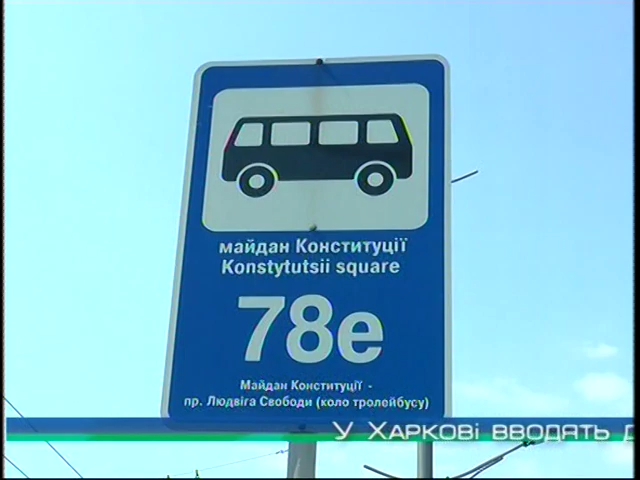 майдан Конституції
Konstytutsii square
78е
Майдан Конституції -
пр. Людвіга Свободи (коло тролейбусу)
У Харкові вводять д